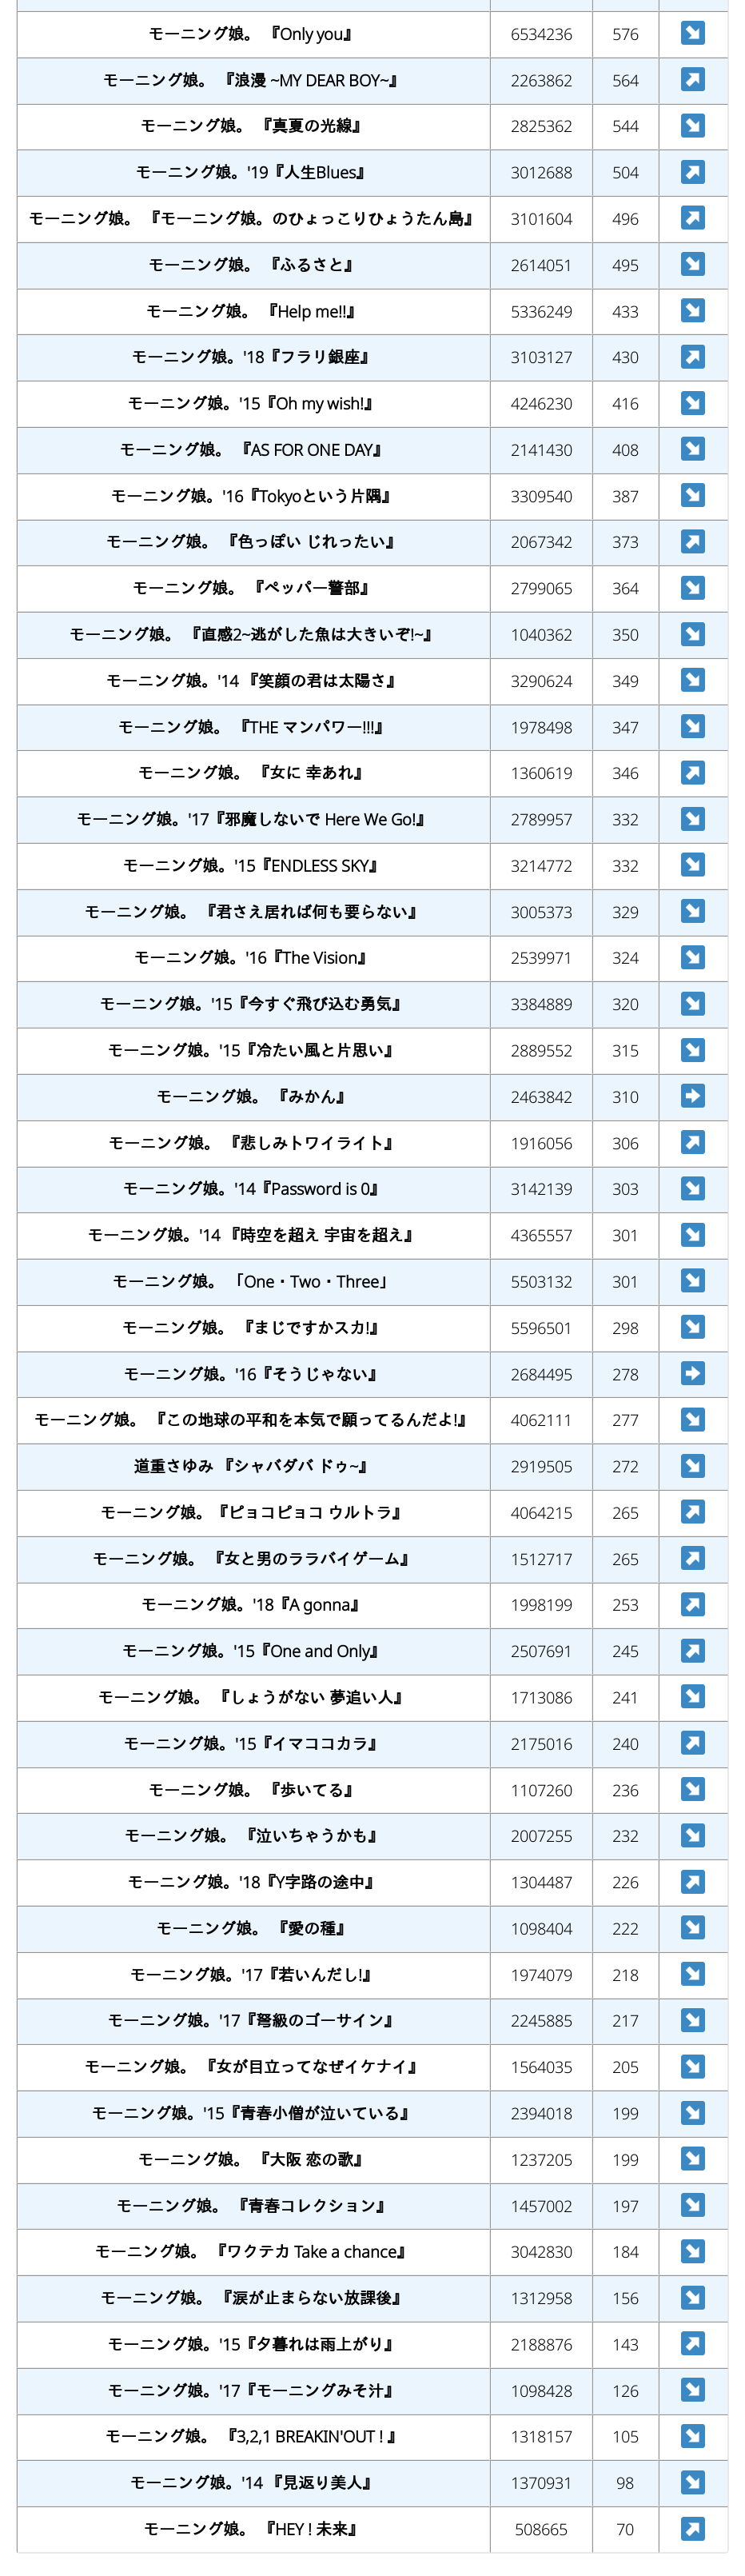 モーニング娘。 『Only you』 6534236 576 ↘
モーニング娘。 『浪漫 ~MY DEAR BOY~』 2263862 564 ↗
モーニング娘。 『真夏の光線』 2825362 544 ↘
モーニング娘。'19『人生Blues』 3012688 504 ↗
モーニング娘。 『モーニング娘。のひょっこりひょうたん島』 3101604 496 ↗
モーニング娘。 『ふるさと』 2614051 495 ↘
モーニング娘。 『Help me!!』 5336249 433 ↘
モーニング娘。'18『フラリ銀座』 3103127 430 ↗
モーニング娘。'15『Oh my wish!』 4246230 416 ↘
モーニング娘。 『AS FOR ONE DAY』 2141430 408 ↘
モーニング娘。'16『Tokyoという片隅』 3309540 387 ↘
モーニング娘。 『色っぽい じれったい』 2067342 373 ↗
モーニング娘。 『ペッパー警部』 2799065 364 ↘
モーニング娘。 『直感2~逃がした魚は大きいぞ!~』 1040362 350 ↘
モーニング娘。'14 『笑顔の君は太陽さ』 3290624 349 ↘
モーニング娘。 『THE マンパワー!!!』 1978498 347 ↘
モーニング娘。 『女に 幸あれ』 1360619 346 ↗
モーニング娘。'17『邪魔しないで Here We Go!』 2789957 332 ↘
モーニング娘。'15『ENDLESS SKY』 3214772 332 ↘
モーニング娘。 『君さえ居れば何も要らない』 3005373 329 ↘
モーニング娘。'16『The Vision』 2539971 324 ↘
モーニング娘。'15『今すぐ飛び込む勇気』 3384889 320 ↘
モーニング娘。'15『冷たい風と片思い』 2889552 315 ↘
モーニング娘。 『みかん』 2463842 310 ➡
モーニング娘。 『悲しみトワイライト』 1916056 306 ↗
モーニング娘。'14『Password is 0』 3142139 303 ↘
モーニング娘。'14 『時空を超え 宇宙を超え』 4365557 301 ↘
モーニング娘。 「One・Two・Three」 5503132 301 ↘
モーニング娘。 『まじですかスカ!』 5596501 298 ↘
モーニング娘。'16『そうじゃない』 2684495 278 ➡
モーニング娘。 『この地球の平和を本気で願ってるんだよ!』 4062111 277 ↘
道重さゆみ 『シャバダバ ドゥ~』 2919505 272 ↘
モーニング娘。『ピョコピョコ ウルトラ』 4064215 265 ↗
モーニング娘。 『女と男のララバイゲーム』 1512717 265 ↗
モーニング娘。'18『A gonna』 1998199 253 ↗
モーニング娘。'15『One and Only』 2507691 245 ↗
モーニング娘。 『しょうがない 夢追い人』 1713086 241 ↘
モーニング娘。'15『イマココカラ』 2175016 240 ↗
モーニング娘。 『歩いてる』 1107260 236 ↘
モーニング娘。 『泣いちゃうかも』 2007255 232 ↘
モーニング娘。'18『Y字路の途中』 1304487 226 ↗
モーニング娘。 『愛の種』 1098404 222 ↘
モーニング娘。'17『若いんだし!』 1974079 218 ↘
モーニング娘。'17『弩級のゴーサイン』 2245885 217 ↘
モーニング娘。 『女が目立ってなぜイケナイ』 1564035 205 ↘
モーニング娘。'15『青春小僧が泣いている』 2394018 199 ↘
モーニング娘。 『大阪 恋の歌』 1237205 199 ↘
モーニング娘。 『青春コレクション』 1457002 197 ↘
モーニング娘。 『ワクテカ Take a chance』 3042830 184 ↘
モーニング娘。 『涙が止まらない放課後』 1312958 156 ↘
モーニング娘。'15『夕暮れは雨上がり』 2188876 143 ↗
モーニング娘。'17『モーニングみそ汁』 1098428 126 ↘
モーニング娘。 『3,2,1 BREAKIN'OUT ! 』 1318157 105 ↘
モーニング娘。'14 『見返り美人』 1370931 98 ↘
モーニング娘。 『HEY ! 未来』 508665 70 ↗